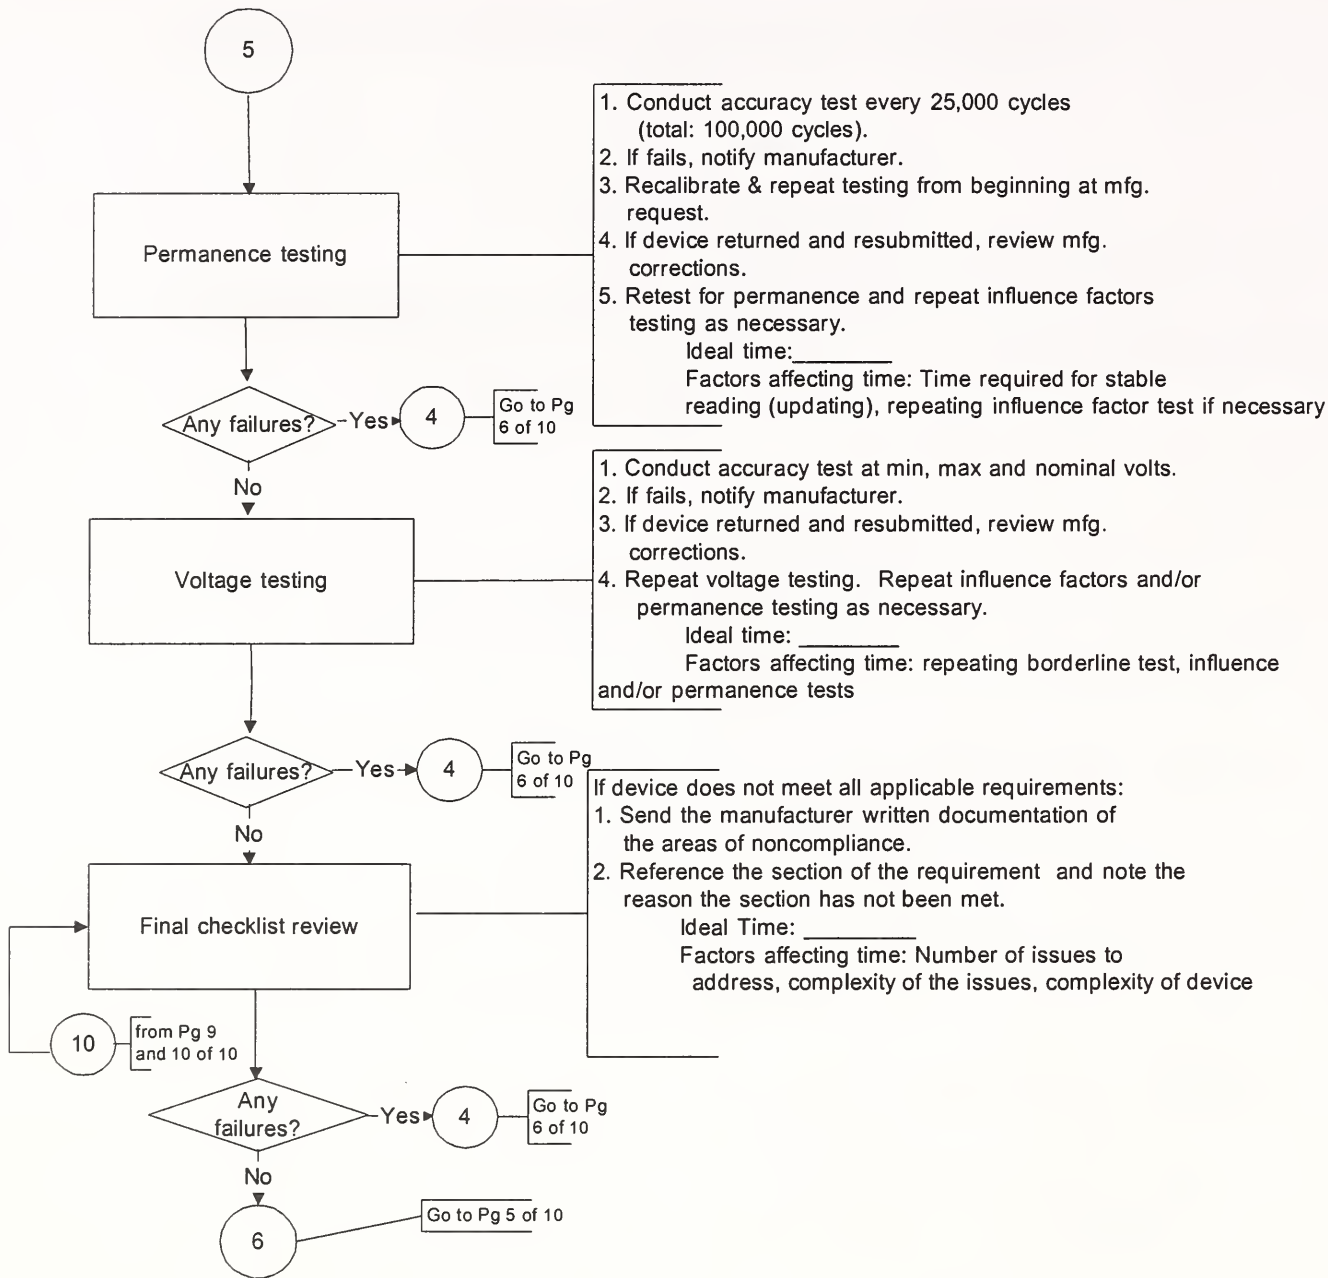 5
1. Conduct accuracy test every 25,000 cycles
(total: 100,000 cycles).
2. If fails, notify manufacturer.
3. Recalibrate & repeat testing from beginning at mfg.
request.
4. If device returned and resubmitted, review mfg.
corrections.
5. Retest for permanence and repeat influence factors
testing as necessary.
Ideal time:________
Factors affecting time: Time required for stable
reading (updating), repeating influence factor test if necessary
Permanence testing
Any failures?
Yes
4
Go to Pg
6 of 10
No
1. Conduct accuracy test at min, max and nominal volts.
2. If fails, notify manufacturer.
3. If device returned and resubmitted, review mfg.
corrections.
4. Repeat voltage testing. Repeat influence factors and/or
permanence testing as necessary.
Ideal time: ________
Factors affecting time: repeating borderline test, influence
and/or permanence tests
Voltage testing
Any failures?
Yes
4
Go to Pg
6 of 10
No
If device does not meet all applicable requirements:
1. Send the manufacturer written documentation of
the areas of noncompliance.
2. Reference the section of the requirement and note the
reason the section has not been met.
Ideal Time: _________
Factors affecting time: Number of issues to
address, complexity of the issues, complexity of device
Final checklist review
10
from Pg 9
and 10 of 10
Any
failures?
Yes
4
Go to Pg
6 of 10
No
6
Go to Pg 5 of 10